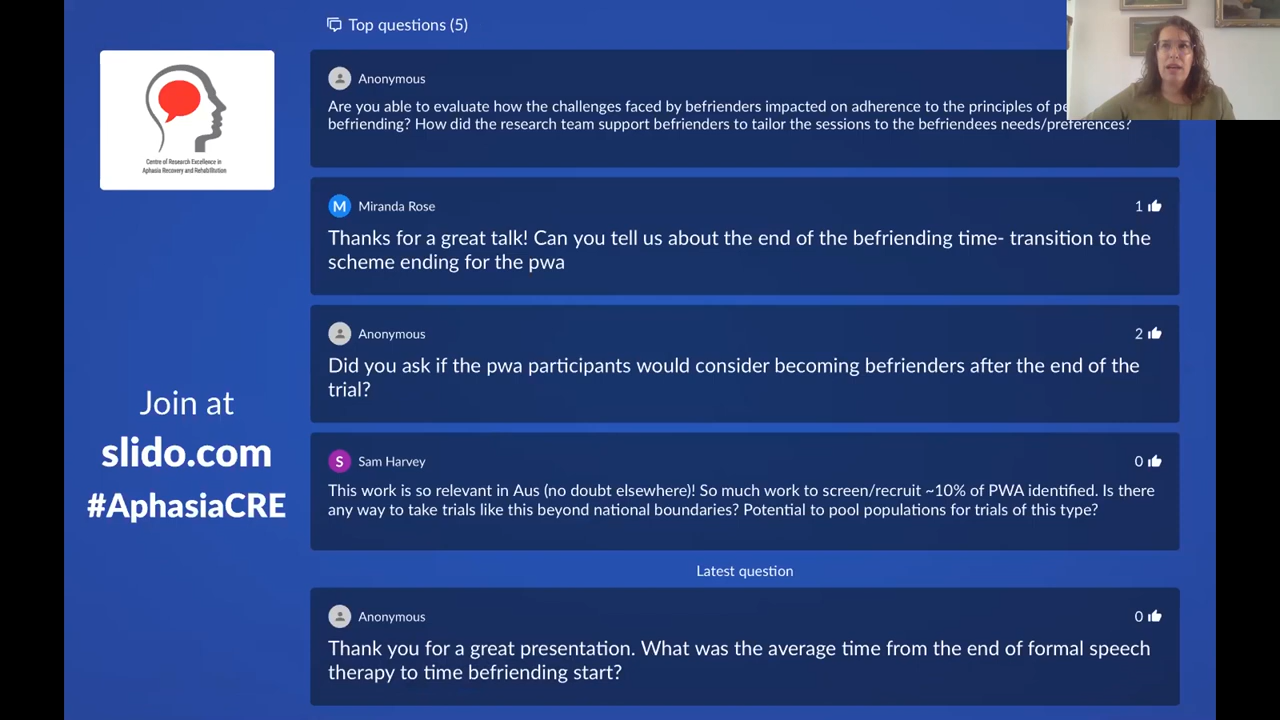 Top questions (5)
Centre of Research Excellence in
Aphasia Recovery and Rehabilitation
Join at
slido.com
#AphasiaCRE
Anonymous
Are you able to evaluate how the challenges faced by befrienders impacted on adherence to the principles of
befriending? How did the research team support befrienders to tailor the sessions to the befriendees needs/preferences?
M Miranda Rose 1
Thanks for a great talk! Can you tell us about the end of the befriending time- transition to the
scheme ending for the pwa
Anonymous 2
Did you ask if the pwa participants would consider becoming befrienders after the end of the
trial?
S Sam Harvey 0
This work is so relevant in Aus (no doubt elsewhere)! So much work to screen/recruit ~10% of PWA identified. Is there
any way to take trials like this beyond national boundaries? Potential to pool populations for trials of this type?
Latest question
Anonymous 0
Thank you for a great presentation. What was the average time from the end of formal speech
therapy to time befriending start?